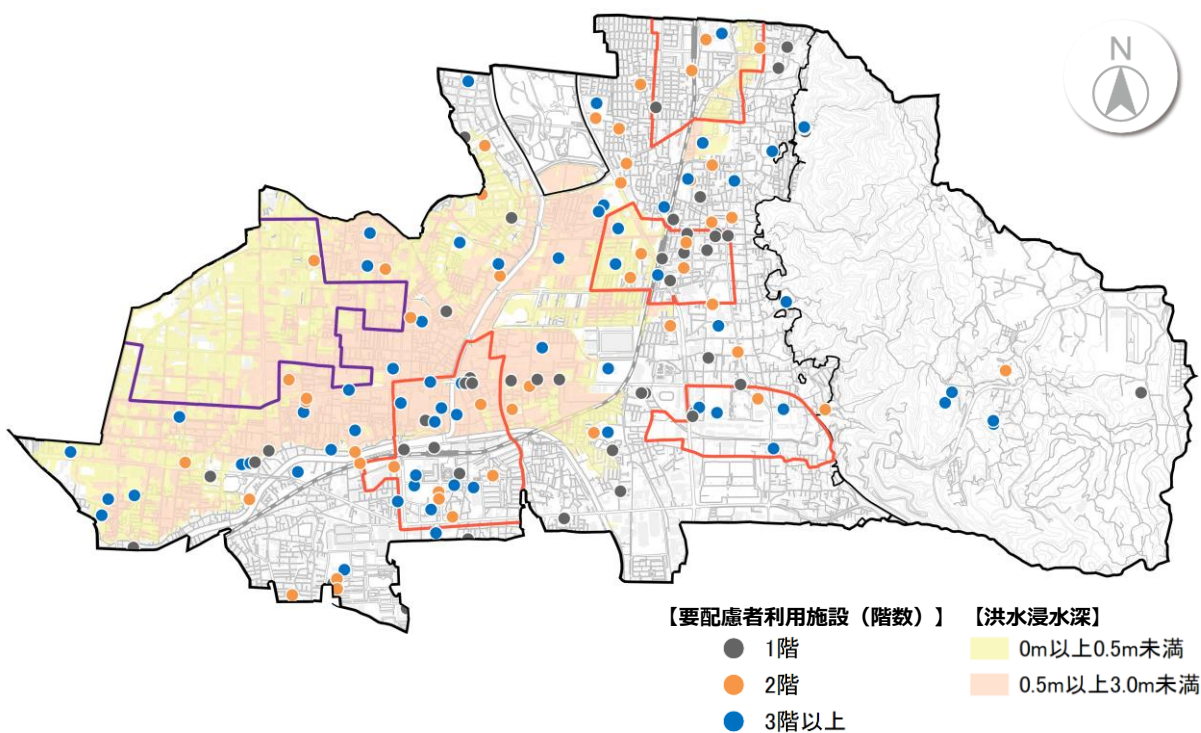 N
【要配慮者利用施設（階数）】 【洪水浸水深】
1階 0m以上0.5m未満
2階 0.5m以上3.0m未満
3階以上